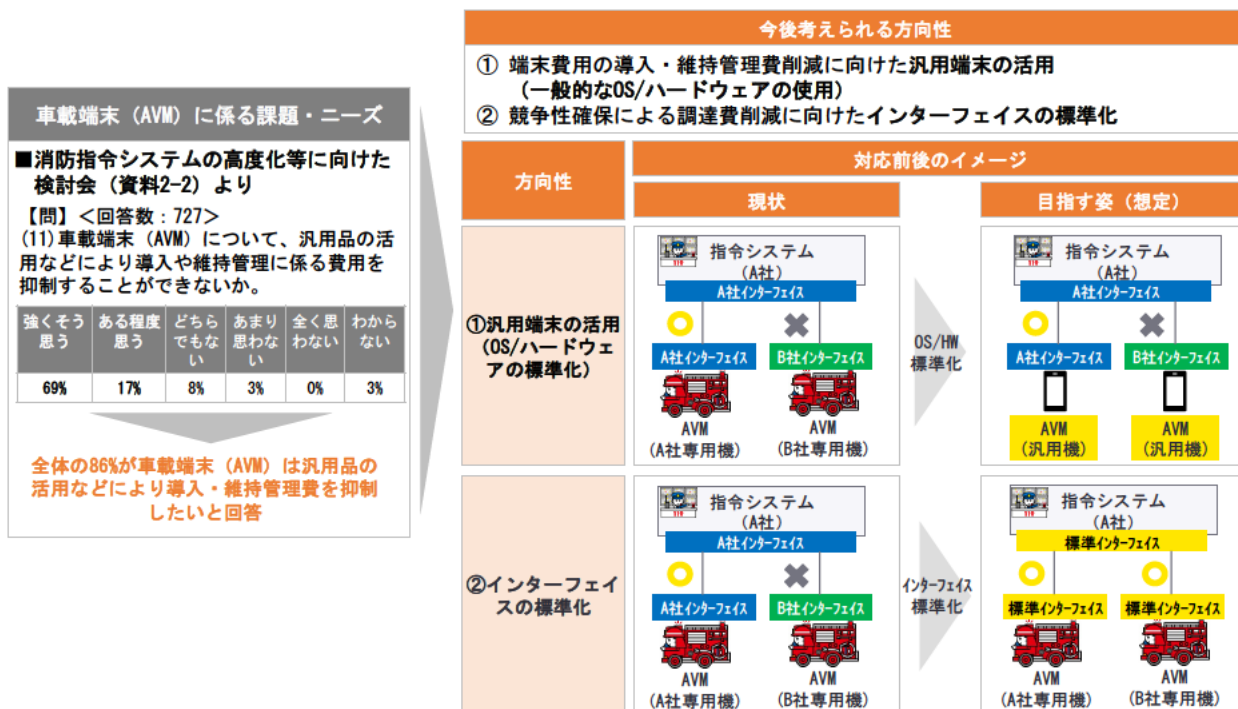 車載端末（AVM）に係る課題・ニーズ
■消防指令システムの高度化等に向けた
検討会（資料2-2）より
【問】＜回答数：727＞
(11)車載端末（AVM）について、汎用品の活
用などにより導入や維持管理に係る費用を
抑制することができないか。
強くそう
思う
ある程度
思う
どちら
でもな
い
あまり
思わな
い
全く思
わない
わから
ない
69%
17%
8%
3%
0%
3%
全体の86%が車載端末（AVM）は汎用品の
活用などにより導入・維持管理費を抑制
したいと回答
今後考えられる方向性
① 端末費用の導入・維持管理費削減に向けた汎用端末の活用
（一般的なOS/ハードウェアの使用）
② 競争性確保による調達費削減に向けたインターフェイスの標準化
方向性
対応前後のイメージ
現状
目指す姿（想定）
①汎用端末の活用
（OS/ハードウェ
アの標準化）
指令システム
（A社）
A社インターフェイス
A社インターフェイス
B社インターフェイス
AVM
（A社専用機）
AVM
（B社専用機）
OS/HW
標準化
指令システム
（A社）
A社インターフェイス
A社インターフェイス
B社インターフェイス
AVM
（汎用機）
AVM
（汎用機）
②インターフェイ
スの標準化
指令システム
（A社）
A社インターフェイス
A社インターフェイス
B社インターフェイス
AVM
（A社専用機）
AVM
（B社専用機）
インターフェイス
標準化
指令システム
（A社）
標準インターフェイス
標準インターフェイス
標準インターフェイス
AVM
（A社専用機）
AVM
（B社専用機）